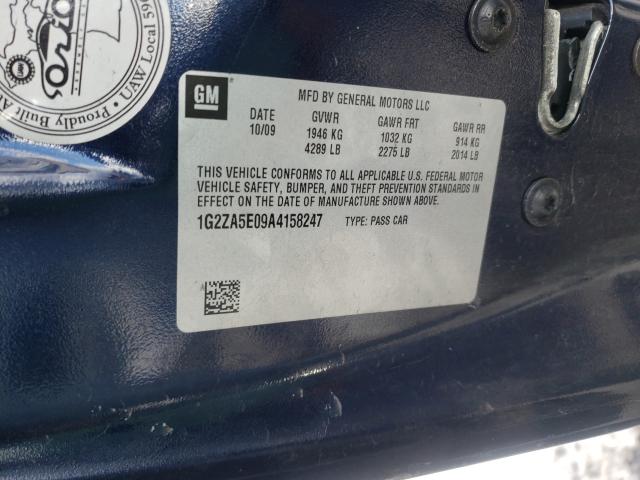 Proudly Built At
UAW Local 590
GM
MFD BY GENERAL MOTORS LLC
DATE GVWR GAWR FRT GAWR RR
10/09 1946 KG 1032 KG 914 KG
4289 LB 2275 LB 2014 LB
THIS VEHICLE CONFORMS TO ALL APPLICABLE U.S. FEDERAL MOTOR
VEHICLE SAFETY, BUMPER, AND THEFT PREVENTION STANDARDS IN
EFFECT ON THE DATE OF MANUFACTURE SHOWN ABOVE.
1G2ZA5E09A4158247 TYPE: PASS CAR